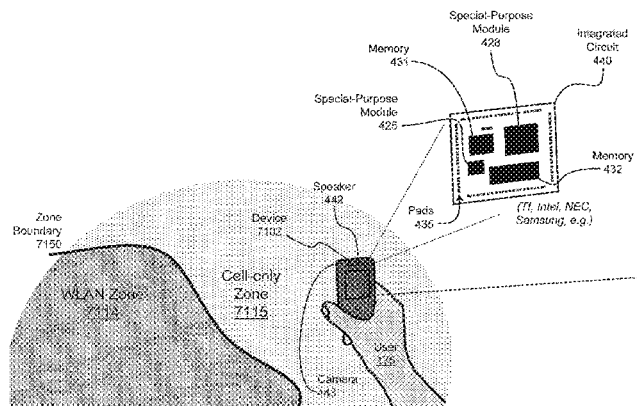 Special-Purpose
Module
428
Integrated
Circuit
440
Memory
431
Special-Purpose
Module
425
Memory
432
Pads
435
(TI, Intel, NEC,
Samsung, e.g.)
Speaker
442
Device
7102
Zone
Boundary
7150
Cell-only
Zone
7115
WLAN Zone
7114
User
Camera
443